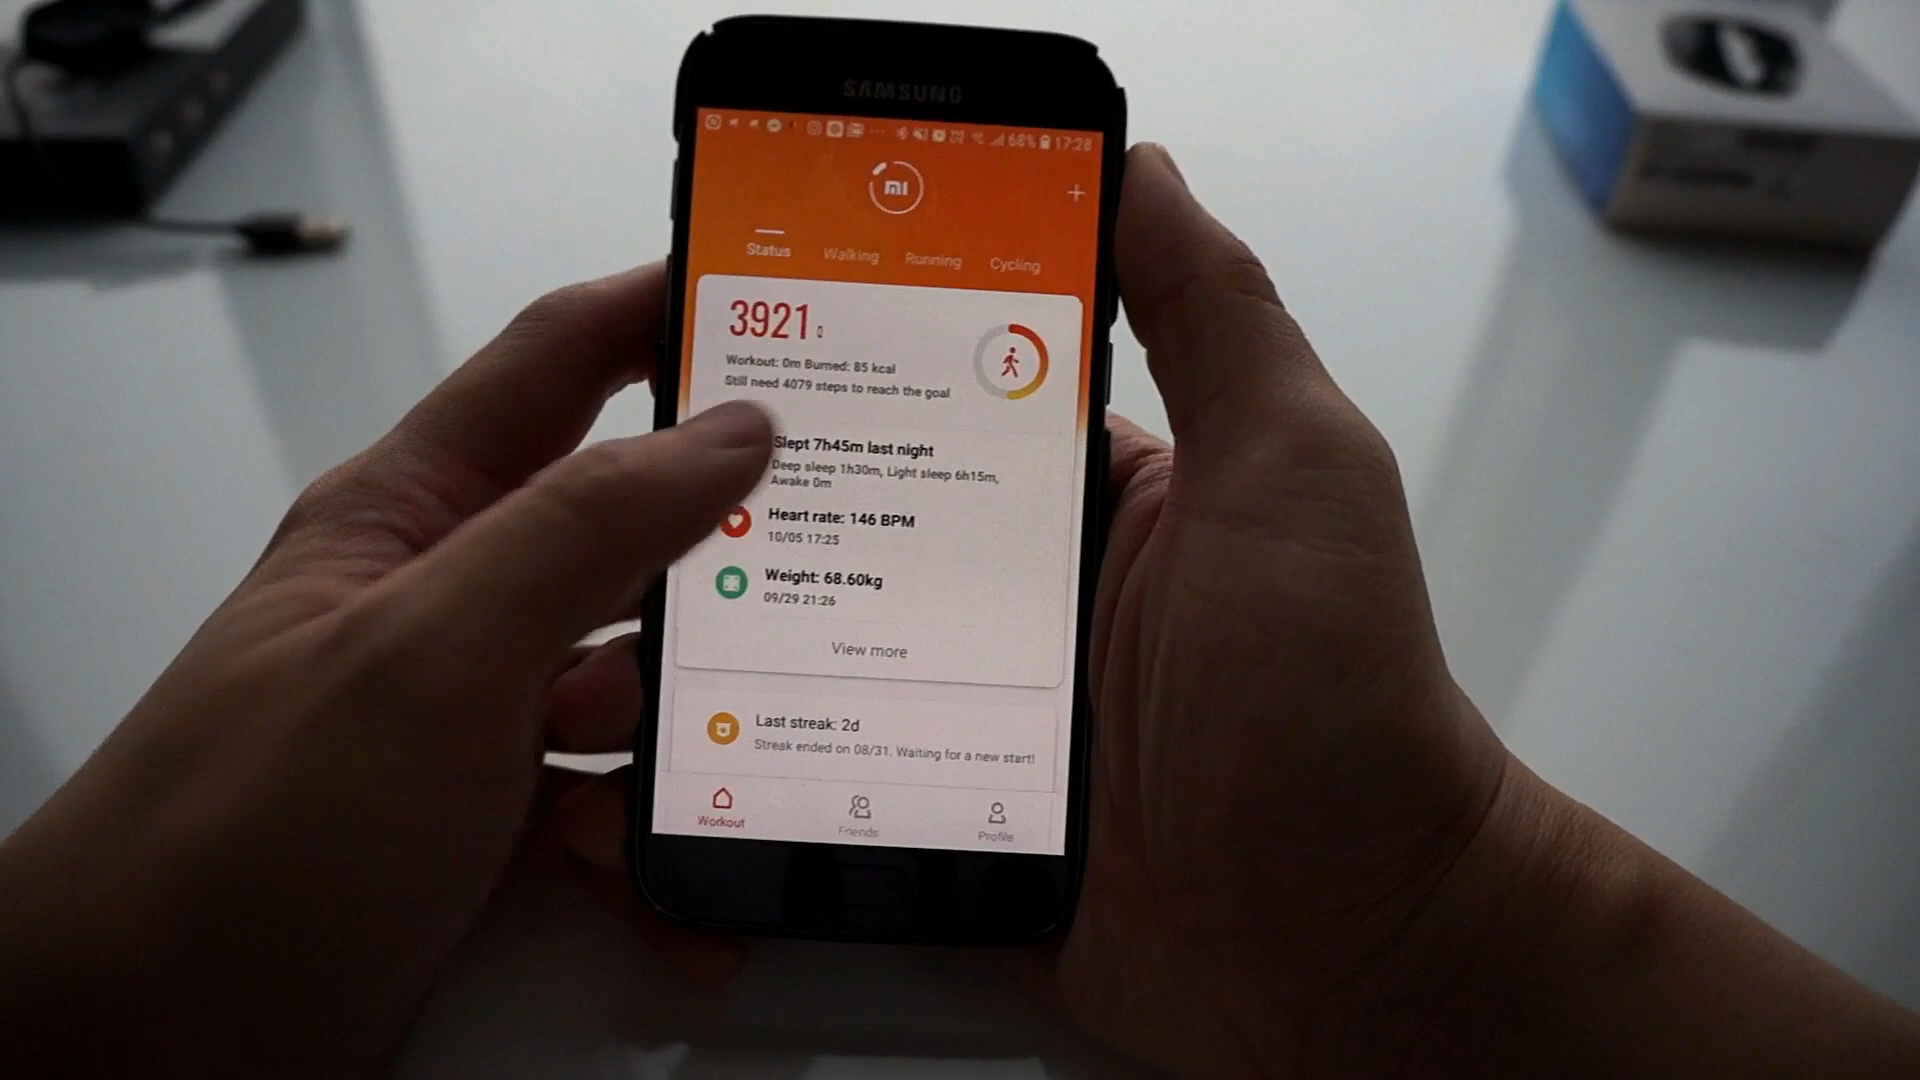 SAMSUNG
68% 17:28
mi
+
Status Walking Running Cycling
3921
Workout: 0m Burned: 85 kcal
Still need 4079 steps to reach the goal
Slept 7h45m last night
Deep sleep 1h30m, Light sleep 6h15m,
Awake 0m
Heart rate: 146 BPM
10/05 17:25
Weight: 68.60kg
09/29 21:26
View more
Last streak: 2d
Streak ended on 08/31. Waiting for a new start!
Workout Friends Profile